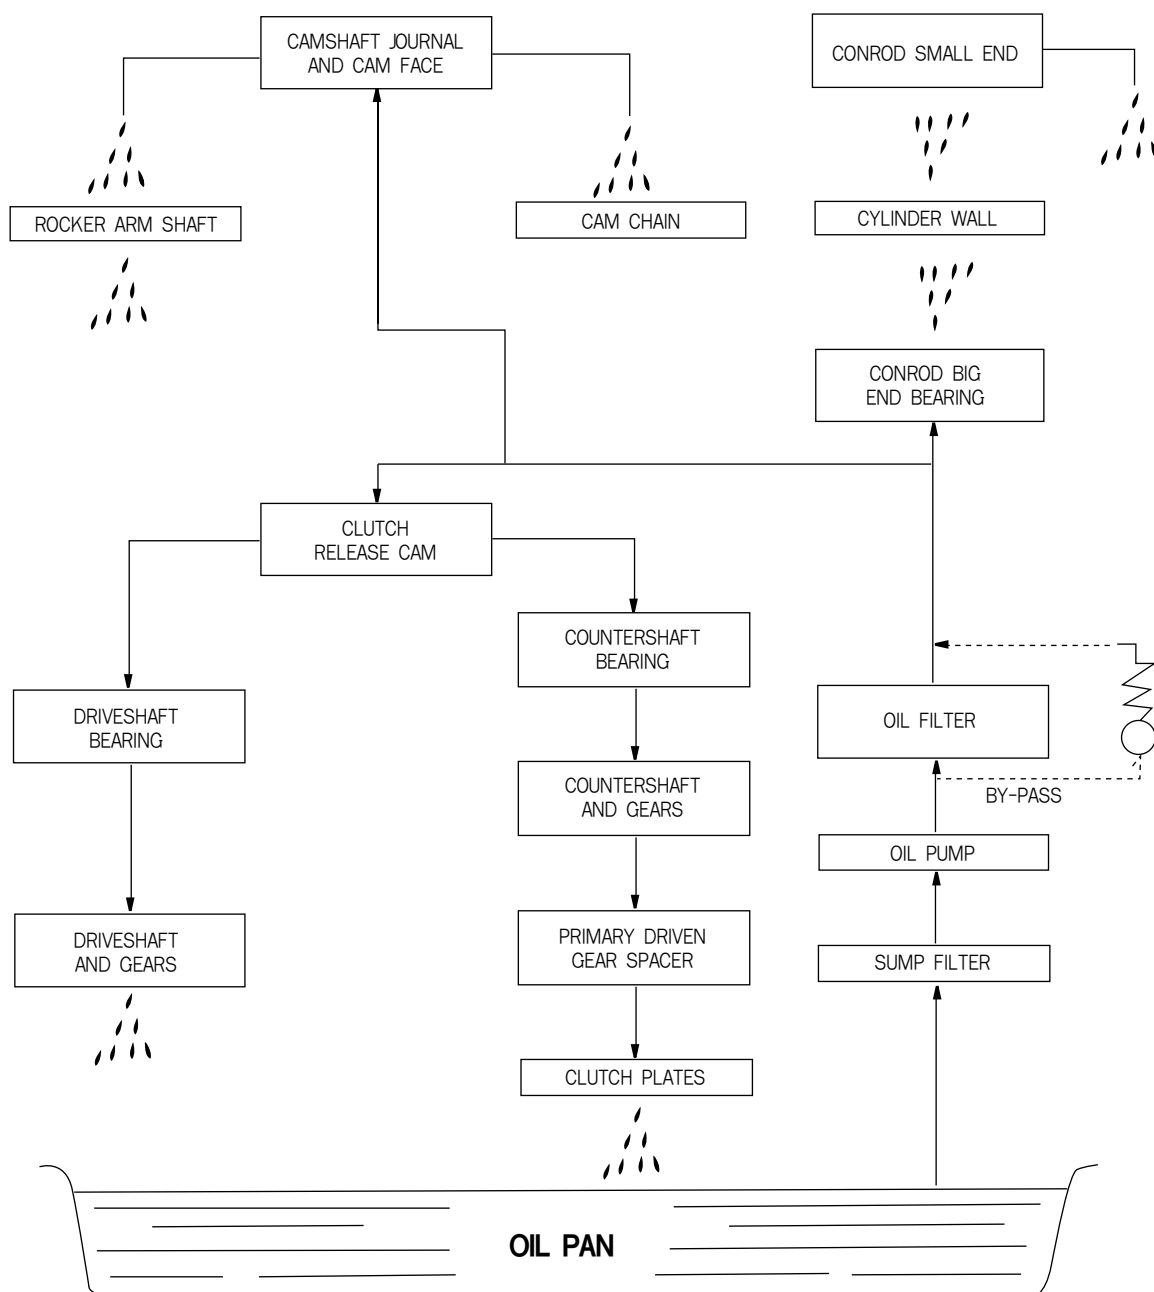 CAMSHAFT JOURNAL
AND CAM FACE
CONROD SMALL END
ROCKER ARM SHAFT
CAM CHAIN
CYLINDER WALL
CONROD BIG
END BEARING
CLUTCH
RELEASE CAM
COUNTERSHAFT
BEARING
DRIVESHAFT
BEARING
OIL FILTER
COUNTERSHAFT
AND GEARS
BY-PASS
OIL PUMP
DRIVESHAFT
AND GEARS
PRIMARY DRIVEN
GEAR SPACER
SUMP FILTER
CLUTCH PLATES
OIL PAN